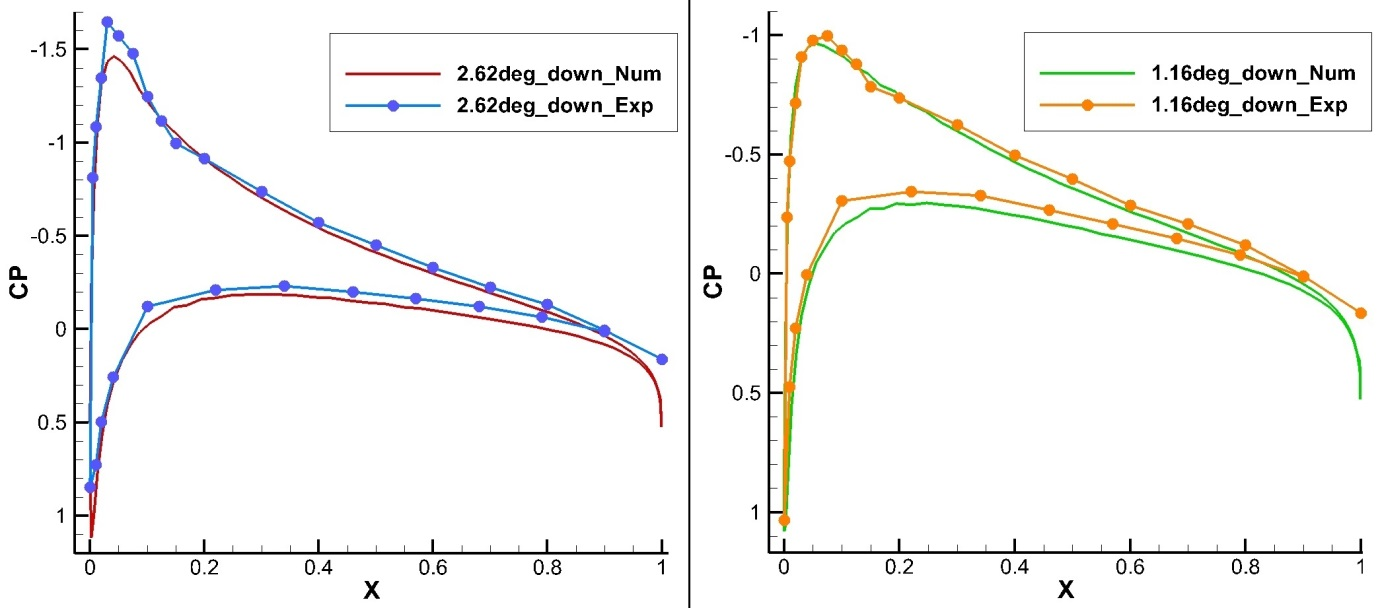 -1.5
-1
-0.5
0
0.5
1
CP
0
0.2
0.4
0.6
0.8
1
X
2.62deg_down_Num
2.62deg_down_Exp
-1
-0.5
0
0.5
1
CP
0
0.2
0.4
0.6
0.8
1
X
1.16deg_down_Num
1.16deg_down_Exp